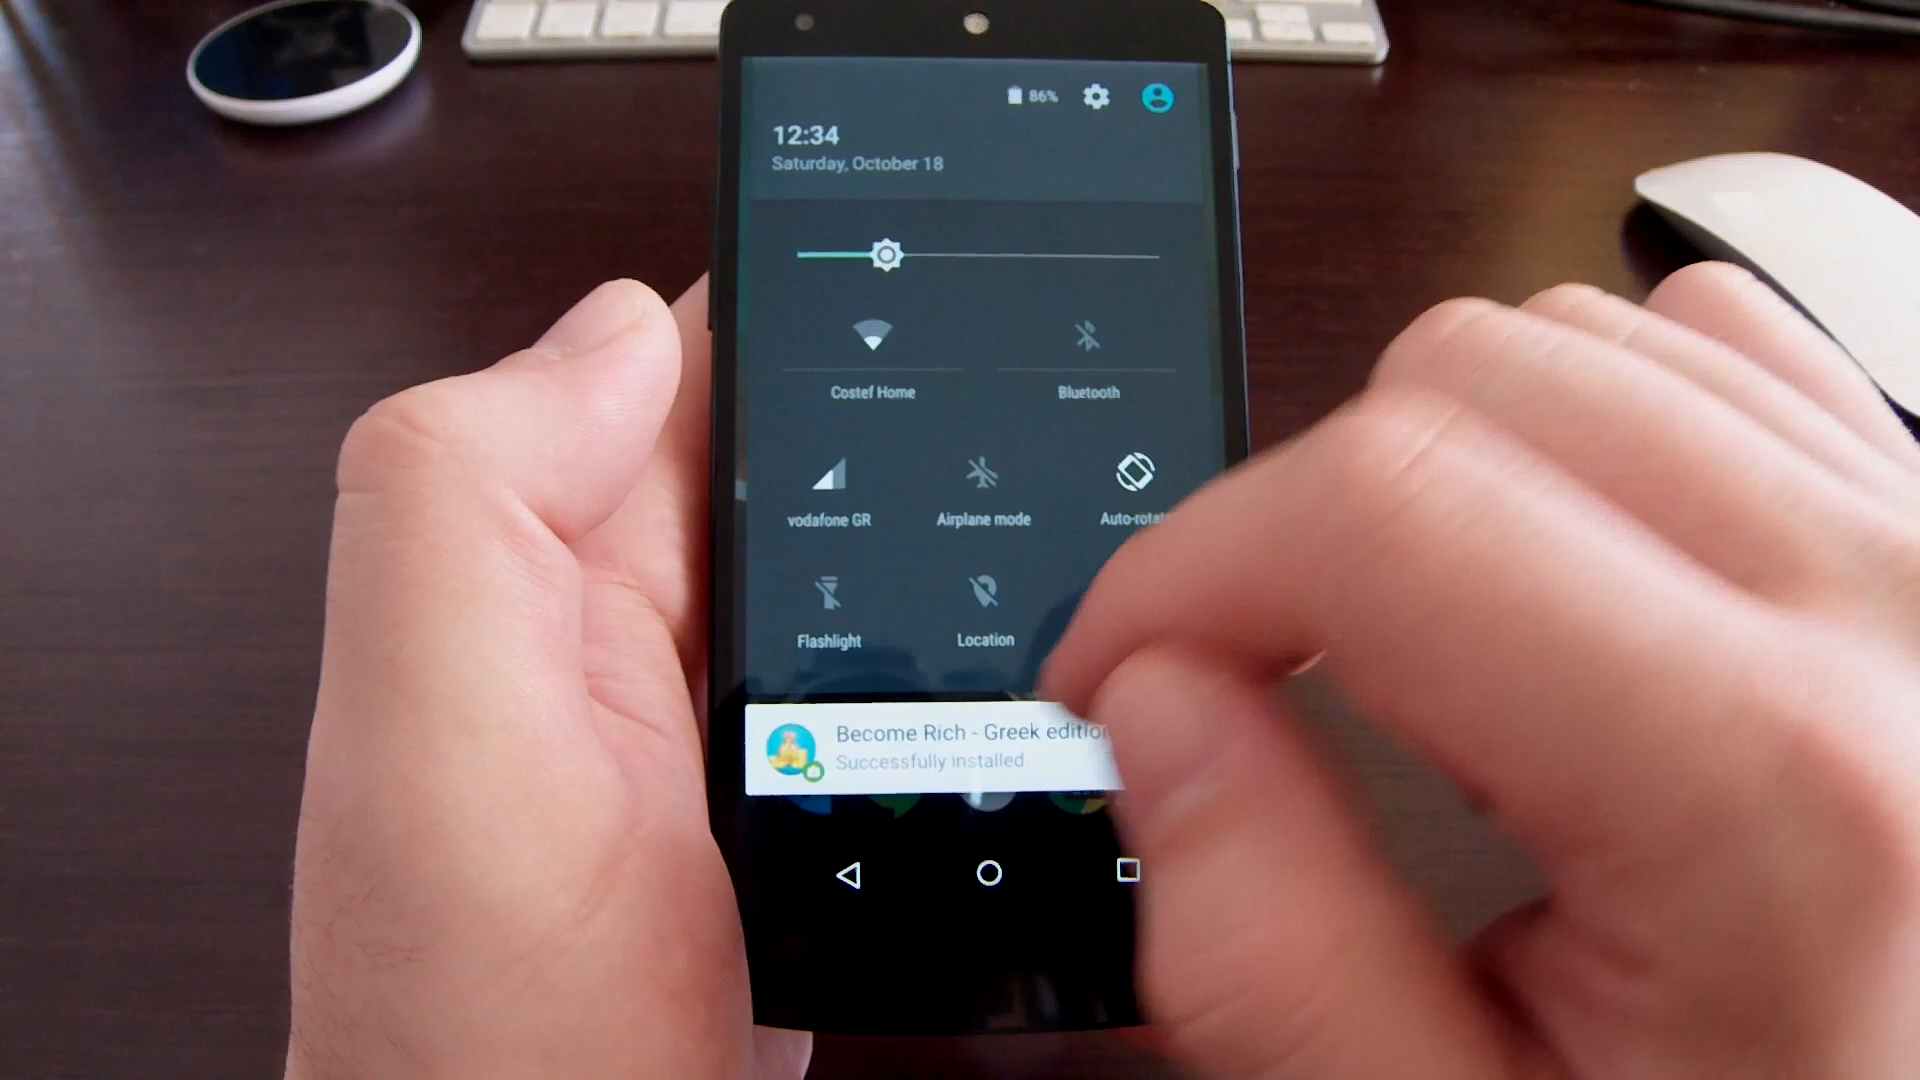 86%
12:34
Saturday, October 18
Costef Home
Bluetooth
vodafone GR
Airplane mode
Auto-rotat
Flashlight
Location
Become Rich - Greek edition
Successfully installed